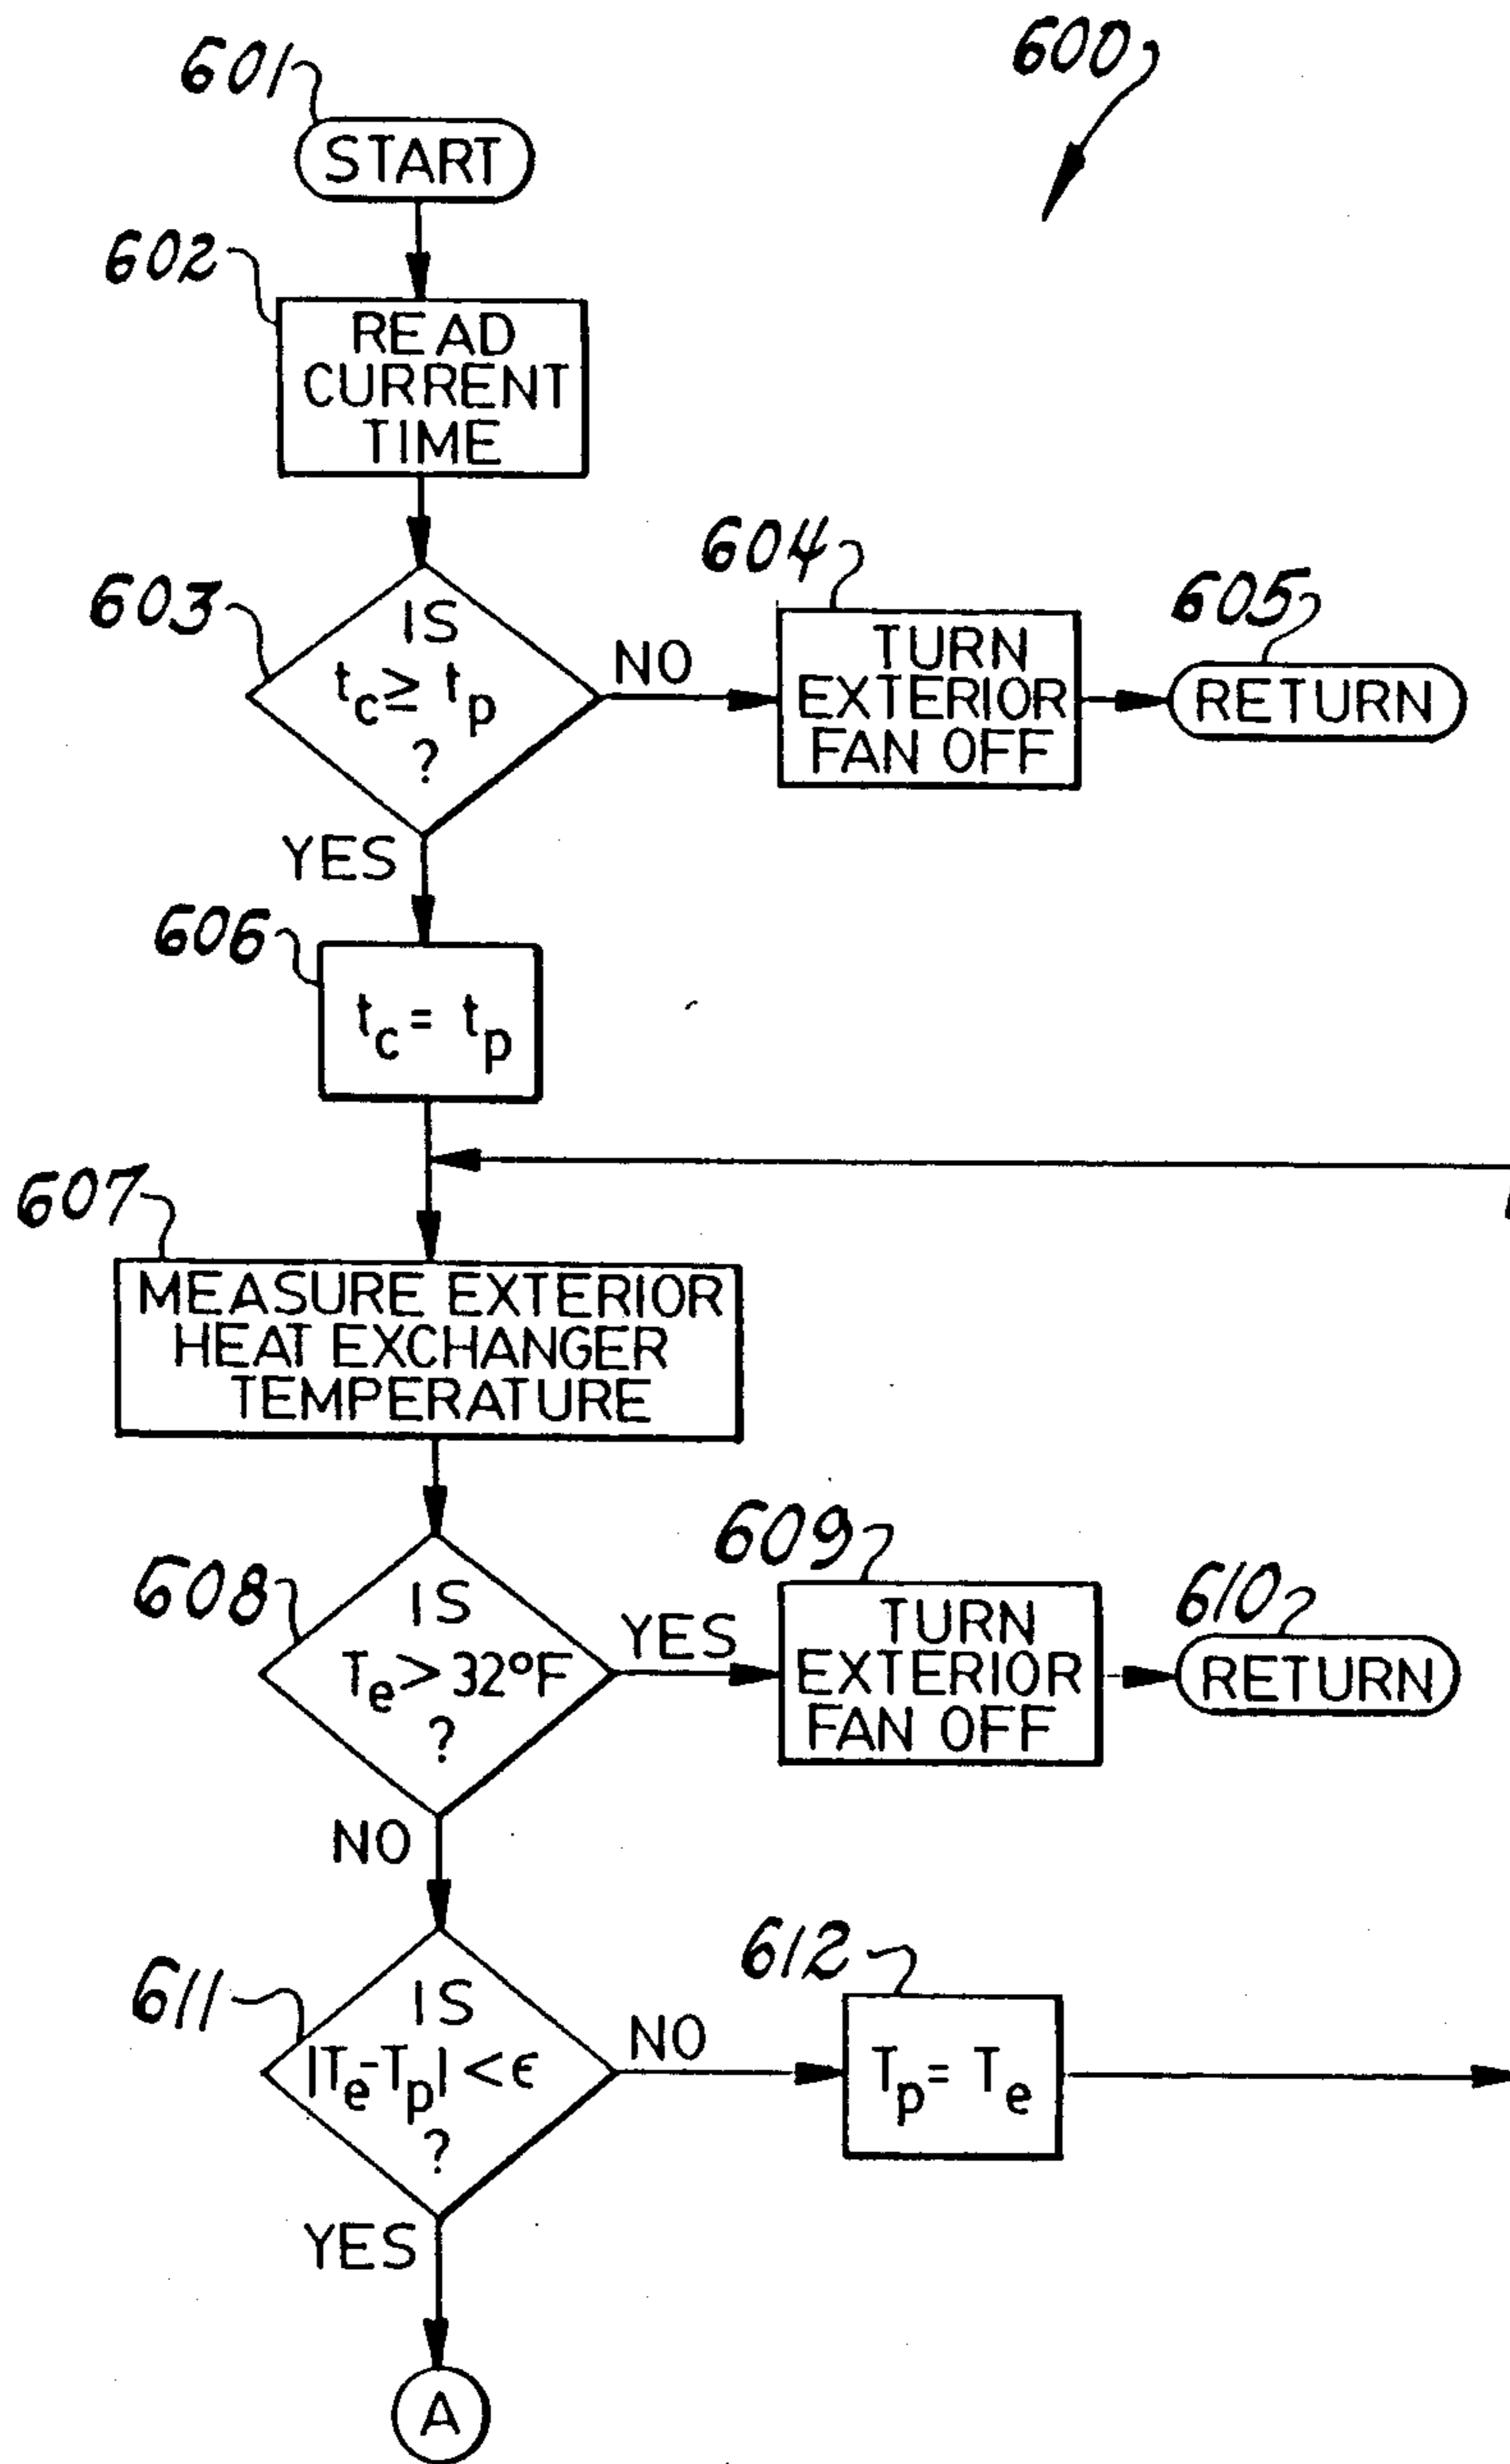 600
601
START
602
READ
CURRENT
TIME
603
IS
t_c ≥ t_p
?
NO
604
TURN
EXTERIOR
FAN OFF
605
RETURN
YES
606
t_c = t_p
607
MEASURE EXTERIOR
HEAT EXCHANGER
TEMPERATURE
608
IS
T_e > 32°F
?
YES
609
TURN
EXTERIOR
FAN OFF
610
RETURN
NO
611
IS
|T_e-T_p| < ϵ
?
NO
612
T_p = T_e
YES
A